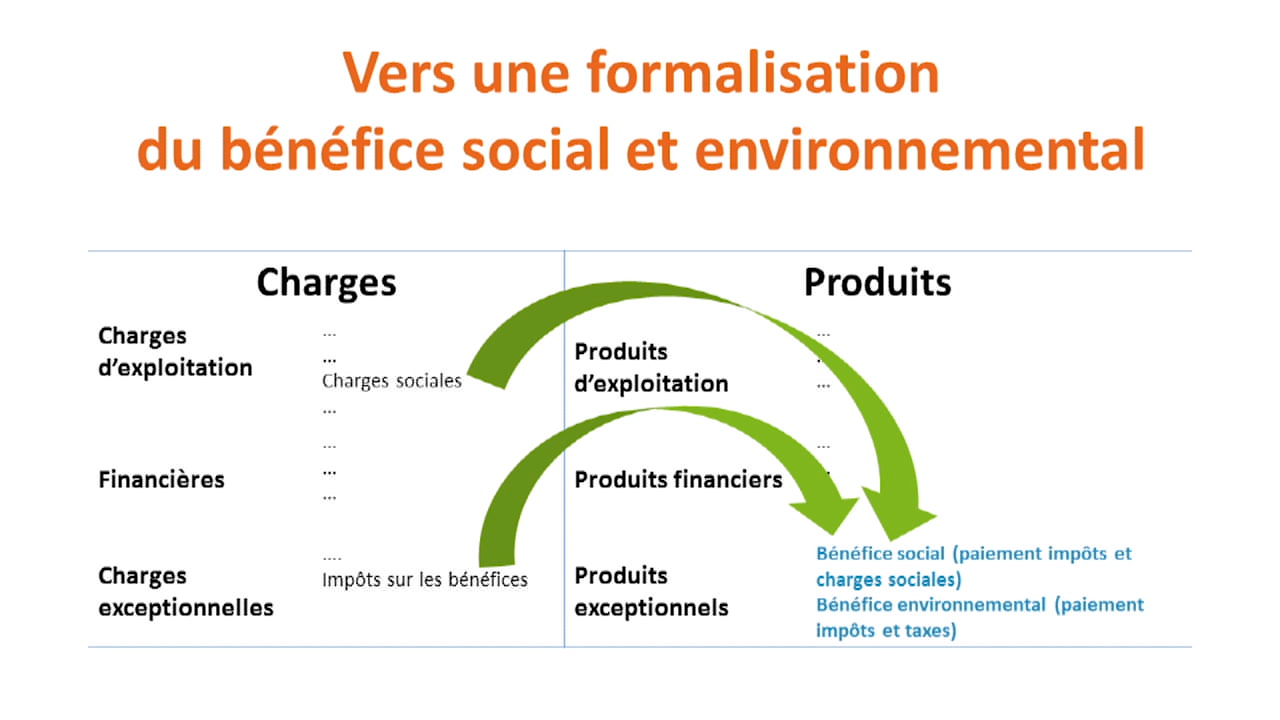 Vers une formalisation
du bénéfice social et environnemental
Charges
Produits
Charges
d’exploitation
...
...
Charges sociales
...
Produits
d’exploitation
...
...
Financières
...
...
...
Produits financiers
...
Charges
exceptionnelles
....
Impôts sur les bénéfices
Produits
exceptionnels
Bénéfice social (paiement impôts et
charges sociales)
Bénéfice environnemental (paiement
impôts et taxes)